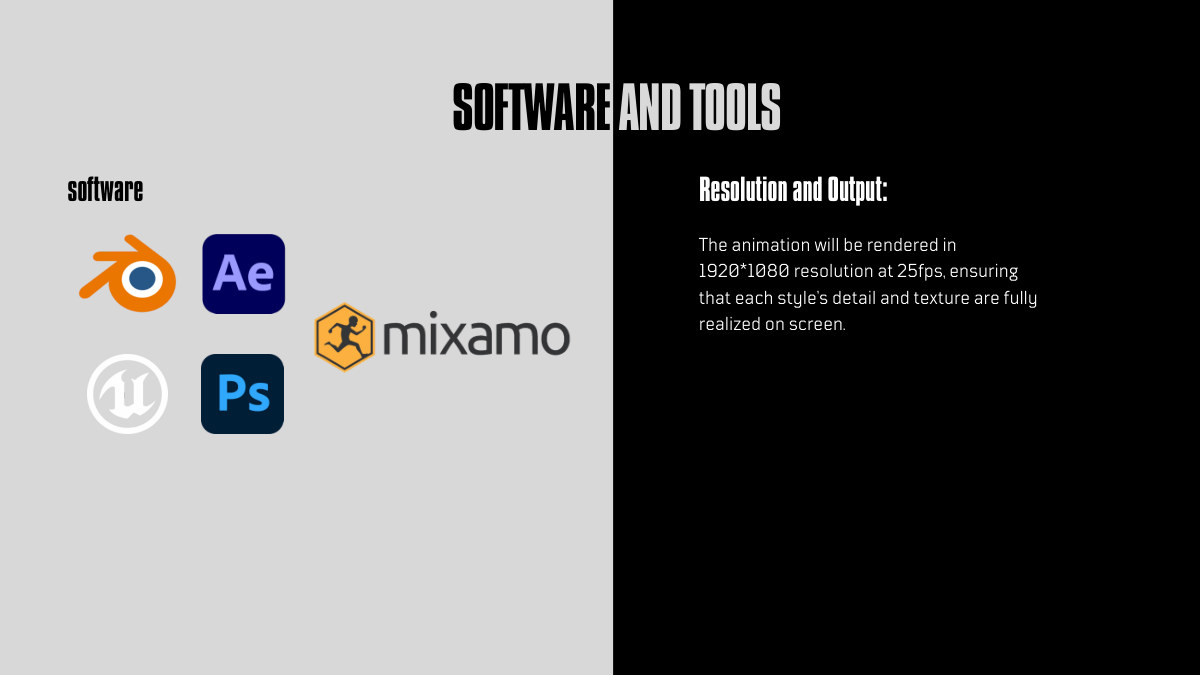 SOFTWARE AND TOOLS
software
Ae
mixamo
Ps
Resolution and Output:
The animation will be rendered in
1920*1080 resolution at 25fps, ensuring
that each style's detail and texture are fully
realized on screen.